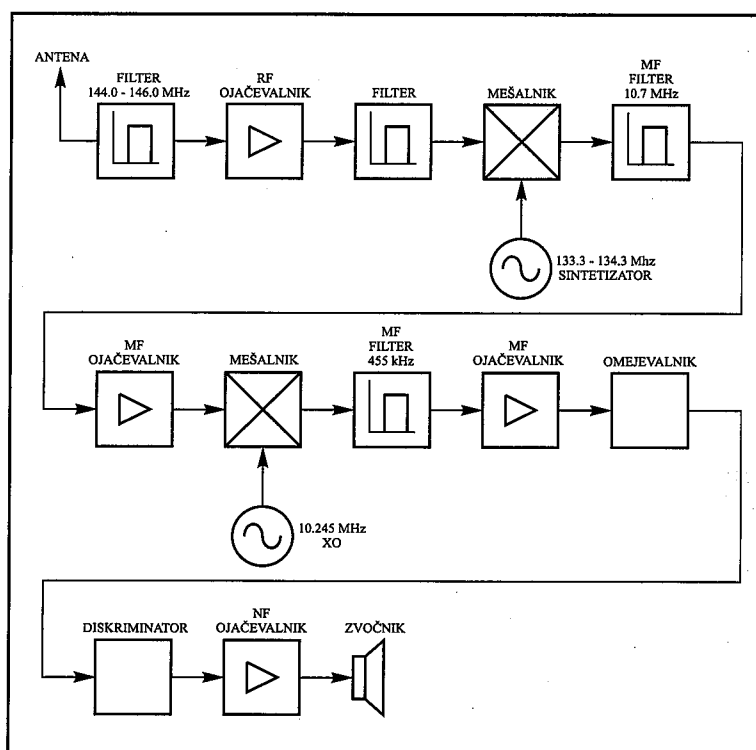 ANTENA
FILTER
144.0 - 146.0 MHz
RF
OJAČEVALNIK
FILTER
MEŠALNIK
MF
FILTER
10.7 MHz
133.3 - 134.3 Mhz
SINTETIZATOR
MF
OJAČEVALNIK
MEŠALNIK
MF
FILTER
455 kHz
MF
OJAČEVALNIK
OMEJEVALNIK
10.245 MHz
XO
DISKRIMINATOR
NF
OJAČEVALNIK
ZVOČNIK